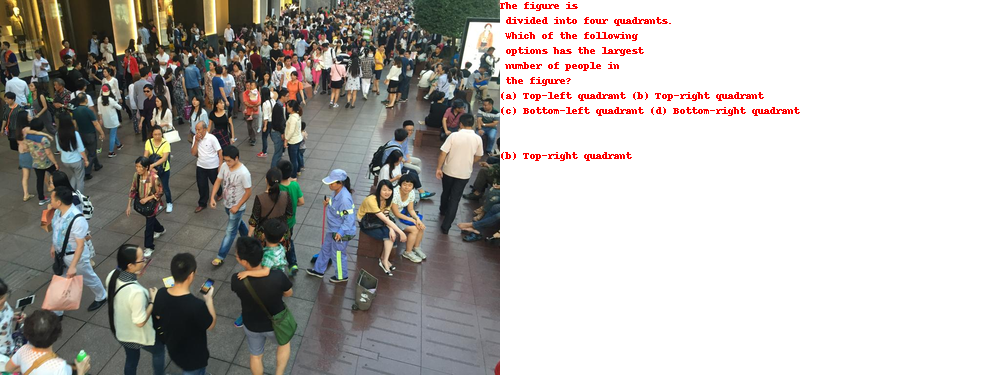 The figure is
divided into four quadrants.
Which of the following
options has the largest
number of people in
the figure?
(a) Top-left quadrant (b) Top-right quadrant
(c) Bottom-left quadrant (d) Bottom-right quadrant
(b) Top-right quadrant